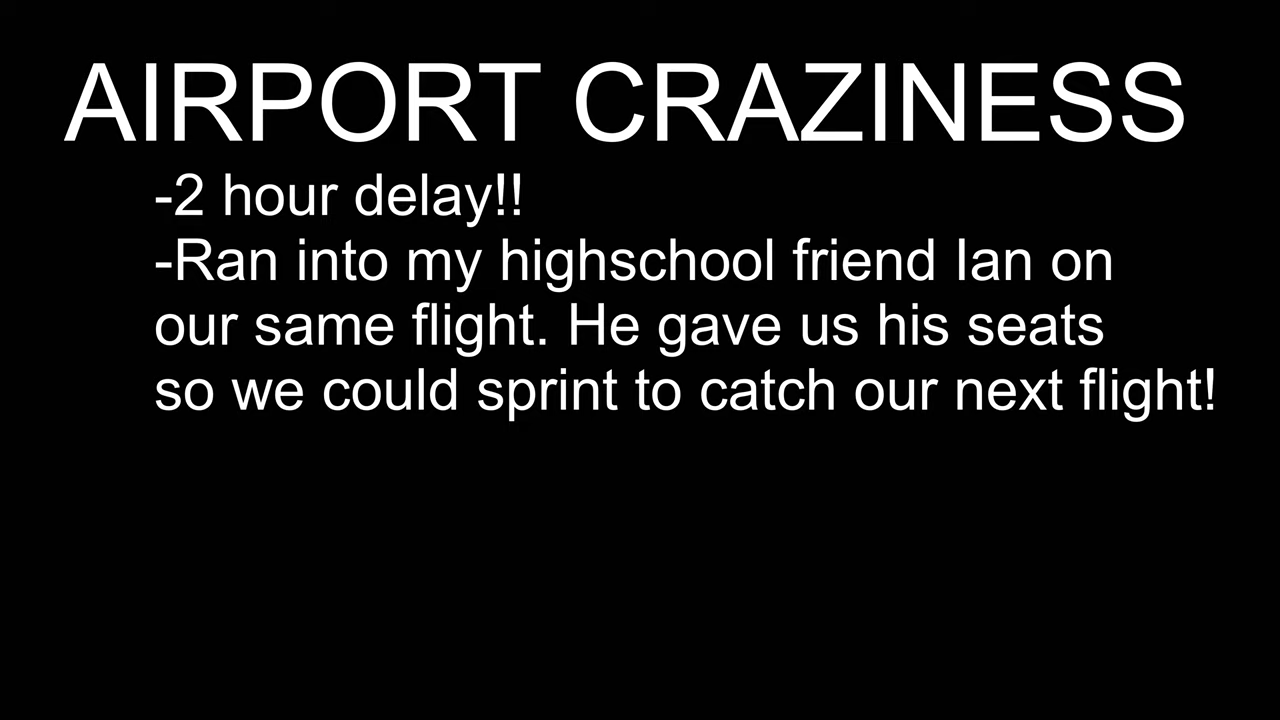 AIRPORT CRAZINESS
-2 hour delay!!
-Ran into my highschool friend Ian on
our same flight. He gave us his seats
so we could sprint to catch our next flight!